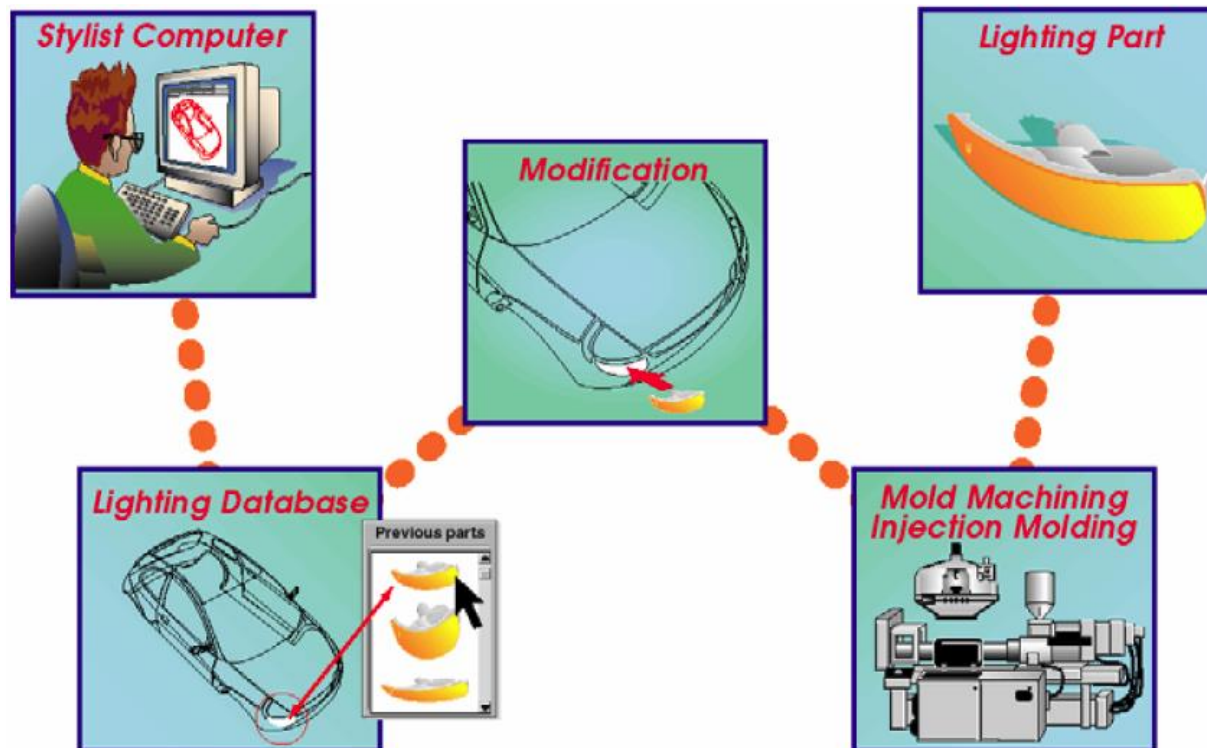 Stylist Computer
Lighting Part
Modification
Lighting Database
Previous parts
Mold Machining
Injection Molding